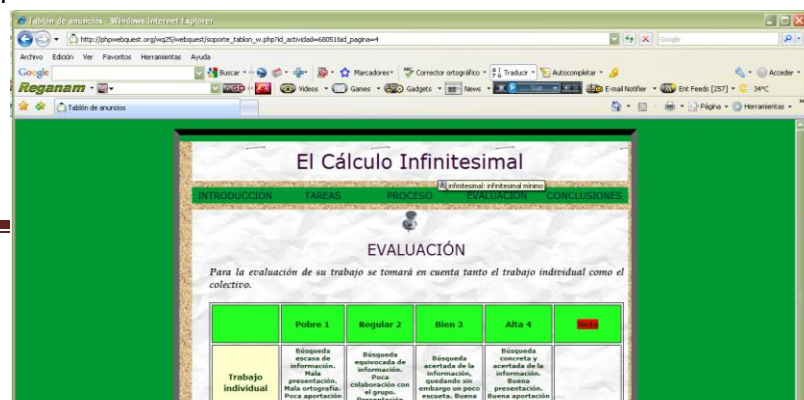 Tablón de anuncios - Windows Internet Explorer
http://phpwebquest.org/wq25/webquest/soporte_tablon_w.php?id_actividad=68051&id_pagina=4
Google
Archivo Edición Ver Favoritos Herramientas Ayuda
Google Buscar Marcadores Corrector ortográfico Traducir Autocompletar Acceder
Reganam Videos Games Gadgets News E-mail Notifier Ent Feeds [257] 34ºC
Tablón de anuncios Página Herramientas
El Cálculo Infinitesimal
infinitesimal: infinitesimal mínimo
INTRODUCCIÓN TAREAS PROCESO EVALUACIÓN CONCLUSIONES
EVALUACIÓN
Para la evaluación de su trabajo se tomará en cuenta tanto el trabajo individual como el
colectivo.
Pobre 1 Regular 2 Bien 3 Alta 4 Nota
Trabajo
individual
Búsqueda
escasa de
información.
Mala
presentación.
Mala ortografía.
Poca aportación
Búsqueda
equivocada de
información.
Poca
colaboración con
el grupo.
Presentación
Búsqueda
acertada de la
información,
quedando sin
embargo un poco
escueta. Buena
Búsqueda
concreta y
acertada de la
información.
Buena
presentación.
Buena aportación